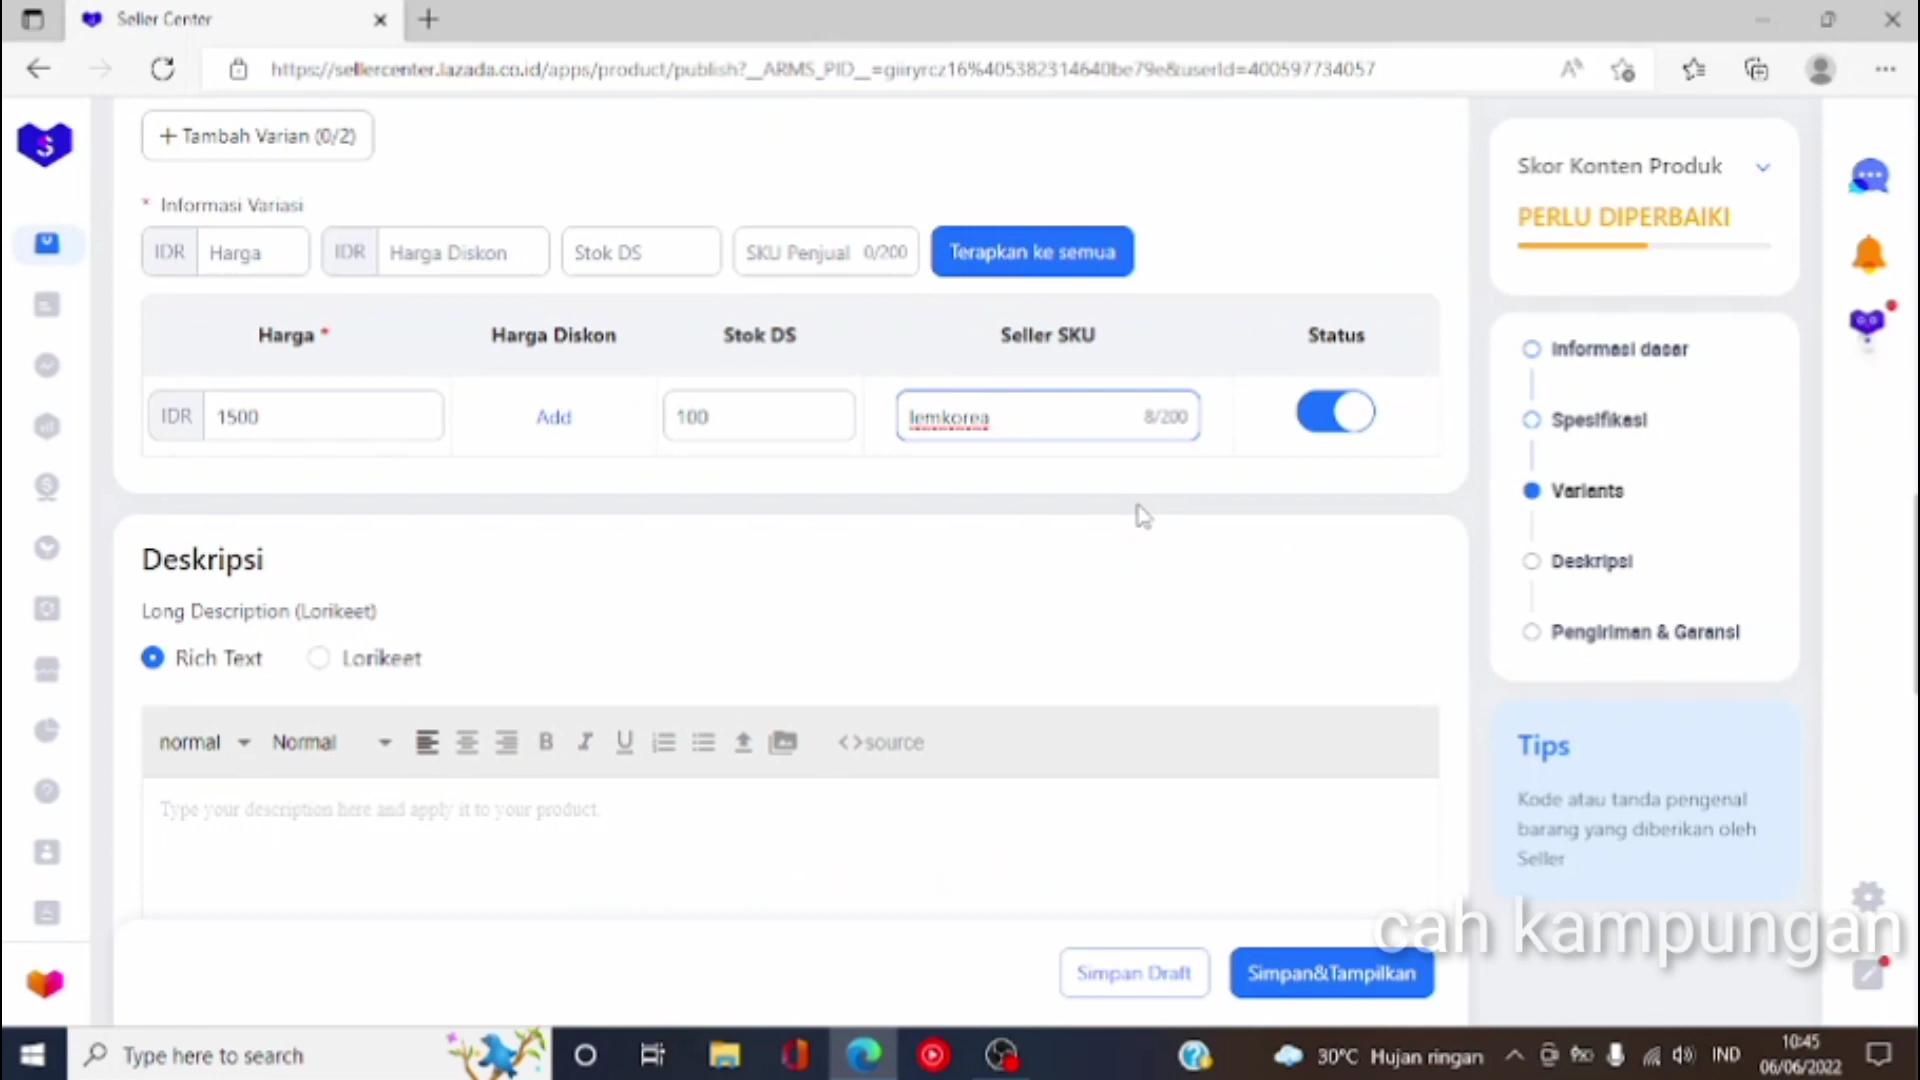 Seller Center
https://sellercenter.lazada.co.id/apps/product/publish?__ARMS_PID__=giiryrcz16%405382314640be79e&userId=400597734057
+ Tambah Varian (0/2)
* Informasi Variasi
IDR Harga IDR Harga Diskon Stok DS SKU Penjual 0/200 Terapkan ke semua
Harga * Harga Diskon Stok DS Seller SKU Status
IDR 1500 Add 100 lemkorea 8/200
Deskripsi
Long Description (Lorikeet)
Rich Text Lorikeet
normal Normal B I U <>source
Type your description here and apply it to your product.
Simpan Draft Simpan&Tampilkan
Skor Konten Produk
PERLU DIPERBAIKI
Informasi dasar
Spesifikasi
Variants
Deskripsi
Pengiriman & Garansi
Tips
Kode atau tanda pengenal
barang yang diberikan oleh
Seller
cah kampungan
Type here to search
30°C Hujan ringan
IND
10:45
06/06/2022